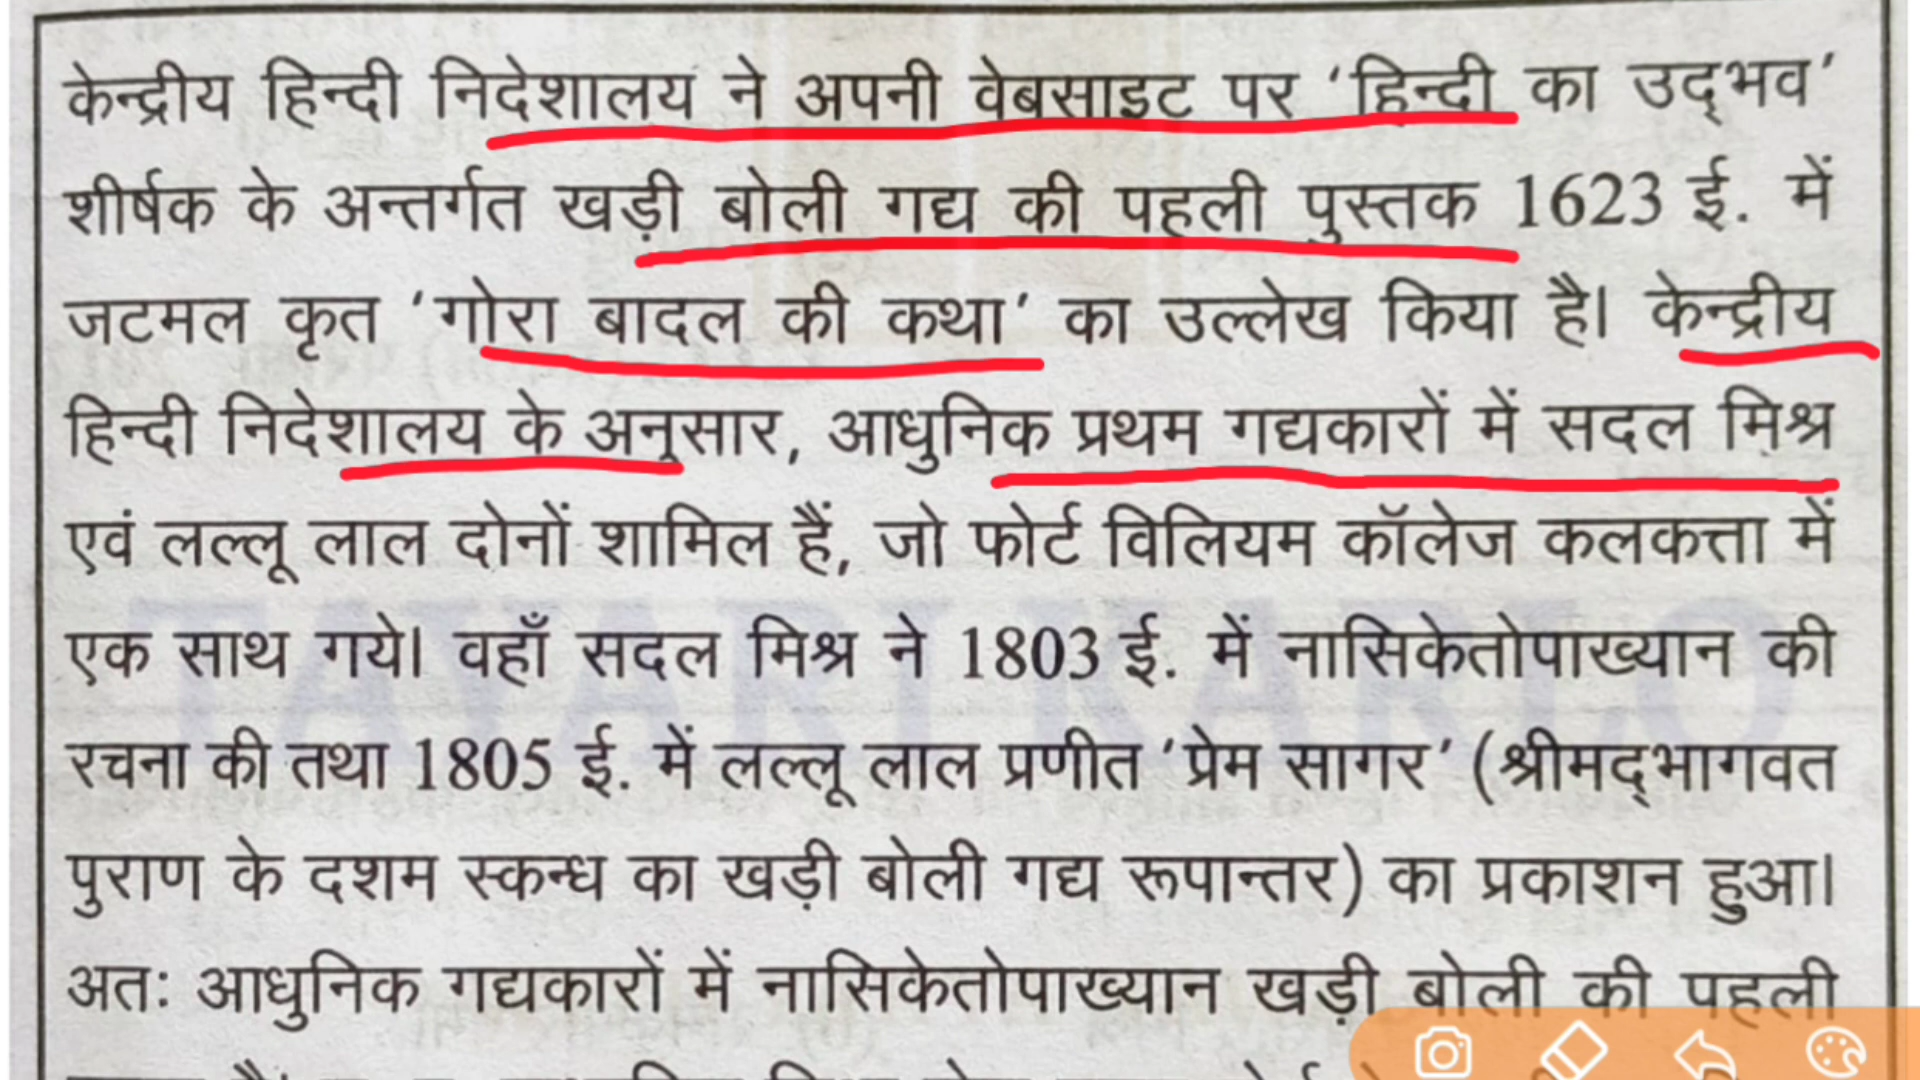 केन्द्रीय हिन्दी निदेशालय ने अपनी वेबसाइट पर 'हिन्दी का उद्‌भव'
शीर्षक के अन्तर्गत खड़ी बोली गद्य की पहली पुस्तक 1623 ई. में
जटमल कृत 'गोरा बादल की कथा' का उल्लेख किया है। केन्द्रीय
हिन्दी निदेशालय के अनुसार, आधुनिक प्रथम गद्यकारों में सदल मिश्र
एवं लल्लू लाल दोनों शामिल हैं, जो फोर्ट विलियम कॉलेज कलकत्ता में
एक साथ गये। वहाँ सदल मिश्र ने 1803 ई. में नासिकेतोपाख्यान की
रचना की तथा 1805 ई. में लल्लू लाल प्रणीत 'प्रेम सागर' (श्रीमद्‌भागवत
पुराण के दशम स्कन्ध का खड़ी बोली गद्य रूपान्तर) का प्रकाशन हुआ।
अतः आधुनिक गद्यकारों में नासिकेतोपाख्यान खड़ी बोली की पहली
TAIYARI KARLO